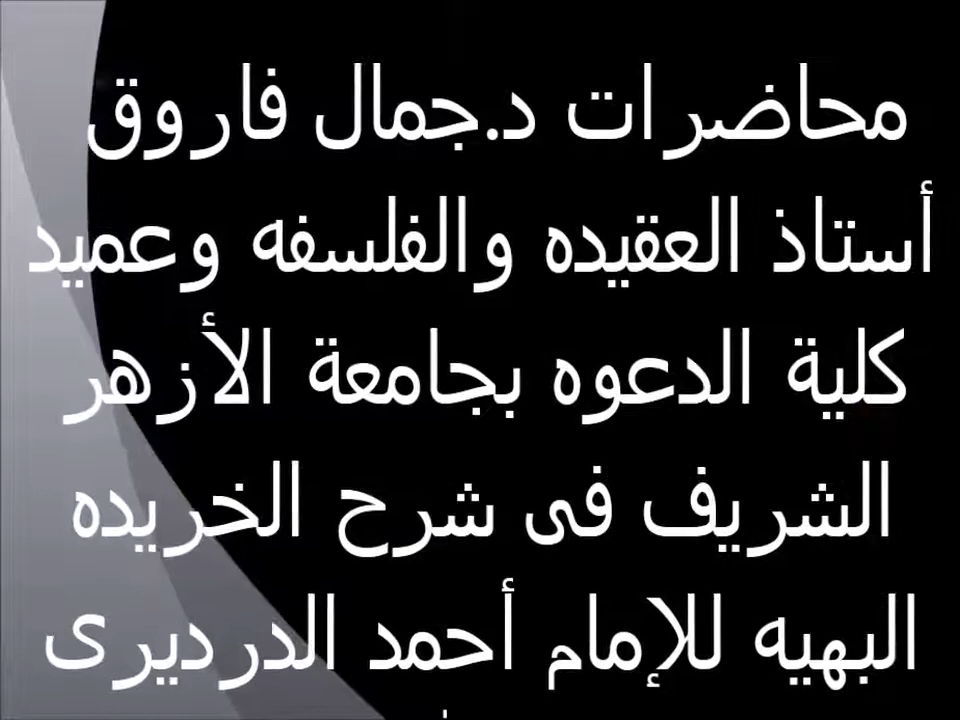 محاضرات د.جمال فاروق
أستاذ العقيده والفلسفه وعميد
كلية الدعوه بجامعة الأزهر
الشريف فى شرح الخريده
البهيه للإمام أحمد الدرديرى